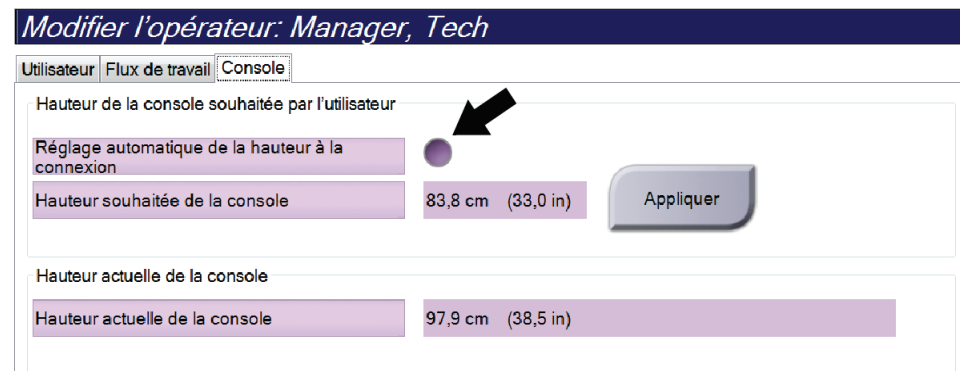 Modifier l'opérateur: Manager, Tech
Utilisateur Flux de travail Console
Hauteur de la console souhaitée par l'utilisateur
Réglage automatique de la hauteur à la
connexion
Hauteur souhaitée de la console 83,8 cm (33,0 in) Appliquer
Hauteur actuelle de la console
Hauteur actuelle de la console 97,9 cm (38,5 in)